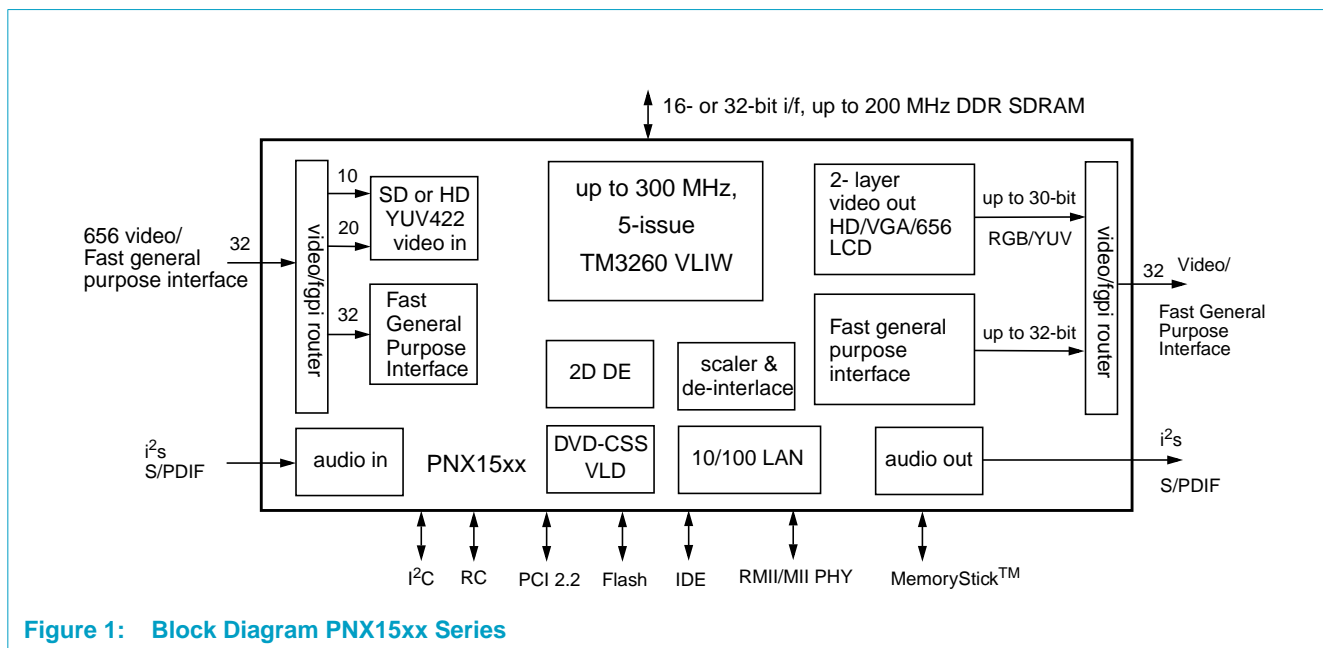 16- or 32-bit i/f, up to 200 MHz DDR SDRAM
656 video/
Fast general
purpose interface
32
video/fgpi router
10
20
32
SD or HD
YUV422
video in
Fast
General
Purpose
Interface
up to 300 MHz,
5-issue
TM3260 VLIW
2- layer
video out
HD/VGA/656
LCD
up to 30-bit
RGB/YUV
Fast general
purpose
interface
up to 32-bit
video/fgpi router
32
Video/
Fast General
Purpose
Interface
2D DE
scaler &
de-interlace
i²s
S/PDIF
audio in
PNX15xx
DVD-CSS
VLD
10/100 LAN
audio out
i²s
S/PDIF
I²C
RC
PCI 2.2
Flash
IDE
RMII/MII PHY
MemoryStick™
Figure 1: Block Diagram PNX15xx Series